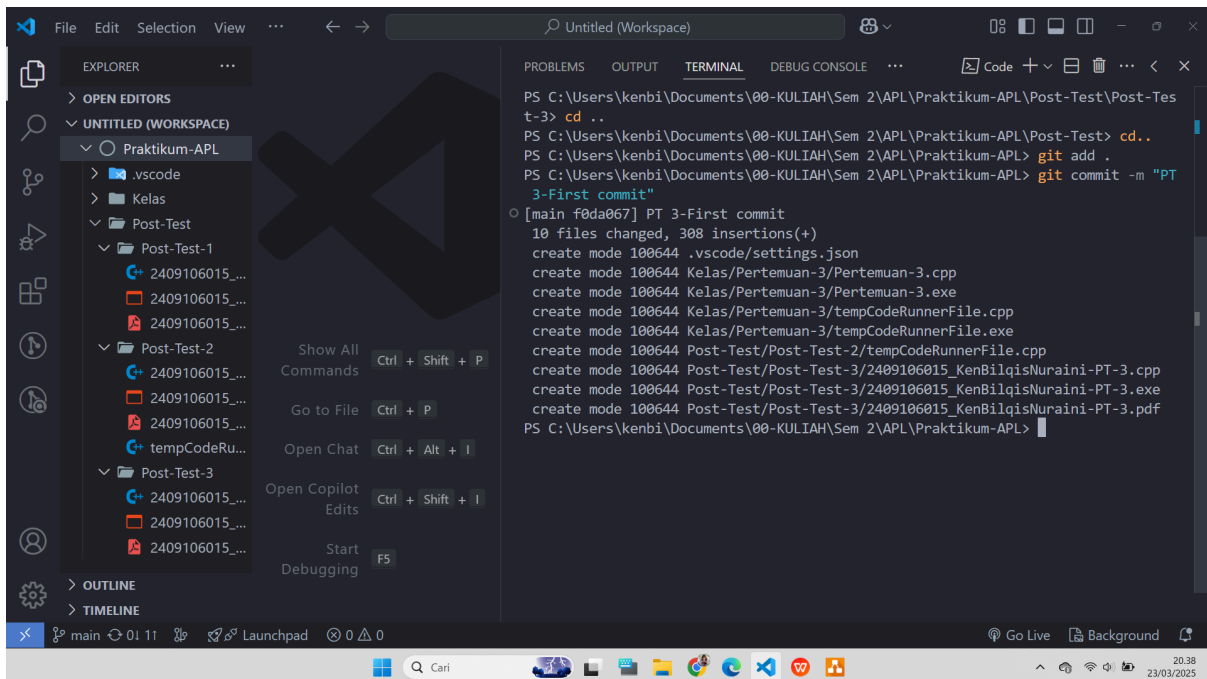 File Edit Selection View ··· Untitled (Workspace)
EXPLORER ···
OPEN EDITORS
UNTITLED (WORKSPACE)
Praktikum-APL
.vscode
Kelas
Post-Test
Post-Test-1
2409106015_...
2409106015_...
2409106015_...
Post-Test-2
2409106015_...
2409106015_...
2409106015_...
tempCodeRu...
Post-Test-3
2409106015_...
2409106015_...
2409106015_...
OUTLINE
TIMELINE
Show All Commands Ctrl + Shift + P
Go to File Ctrl + P
Open Chat Ctrl + Alt + I
Open Copilot Edits Ctrl + Shift + I
Start Debugging F5
PROBLEMS OUTPUT TERMINAL DEBUG CONSOLE ··· Code
PS C:\Users\kenbi\Documents\00-KULIAH\Sem 2\APL\Praktikum-APL\Post-Test\Post-Tes
t-3> cd ..
PS C:\Users\kenbi\Documents\00-KULIAH\Sem 2\APL\Praktikum-APL\Post-Test> cd..
PS C:\Users\kenbi\Documents\00-KULIAH\Sem 2\APL\Praktikum-APL> git add .
PS C:\Users\kenbi\Documents\00-KULIAH\Sem 2\APL\Praktikum-APL> git commit -m "PT
3-First commit"
[main f0da067] PT 3-First commit
10 files changed, 308 insertions(+)
create mode 100644 .vscode/settings.json
create mode 100644 Kelas/Pertemuan-3/Pertemuan-3.cpp
create mode 100644 Kelas/Pertemuan-3/Pertemuan-3.exe
create mode 100644 Kelas/Pertemuan-3/tempCodeRunnerFile.cpp
create mode 100644 Kelas/Pertemuan-3/tempCodeRunnerFile.exe
create mode 100644 Post-Test/Post-Test-2/tempCodeRunnerFile.cpp
create mode 100644 Post-Test/Post-Test-3/2409106015_KenBilqisNuraini-PT-3.cpp
create mode 100644 Post-Test/Post-Test-3/2409106015_KenBilqisNuraini-PT-3.exe
create mode 100644 Post-Test/Post-Test-3/2409106015_KenBilqisNuraini-PT-3.pdf
PS C:\Users\kenbi\Documents\00-KULIAH\Sem 2\APL\Praktikum-APL>
main 0↓ 1↑ Launchpad 0 0 Go Live Background
Cari
20.38
23/03/2025